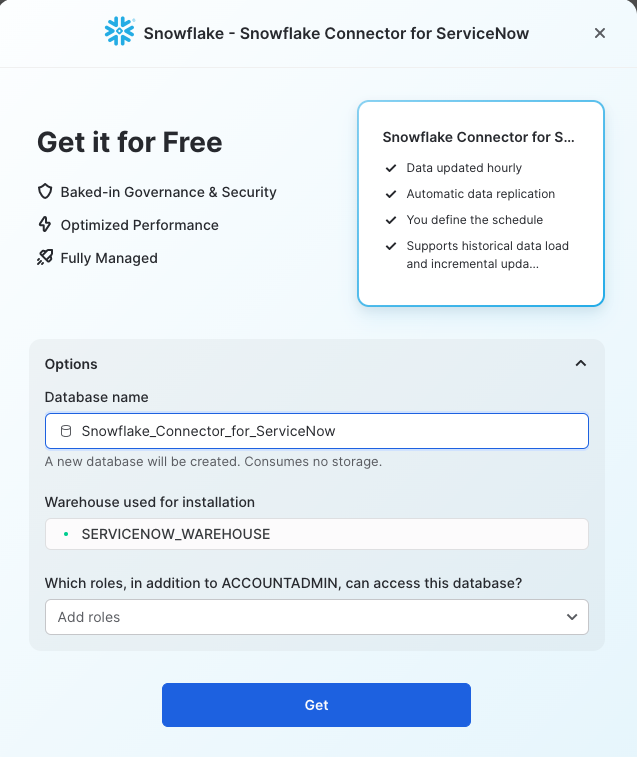 Snowflake - Snowflake Connector for ServiceNow
Get it for Free
Baked-in Governance & Security
Optimized Performance
Fully Managed
Snowflake Connector for S...
Data updated hourly
Automatic data replication
You define the schedule
Supports historical data load
and incremental upda...
Options
Database name
Snowflake_Connector_for_ServiceNow
A new database will be created. Consumes no storage.
Warehouse used for installation
SERVICENOW_WAREHOUSE
Which roles, in addition to ACCOUNTADMIN, can access this database?
Add roles
Get